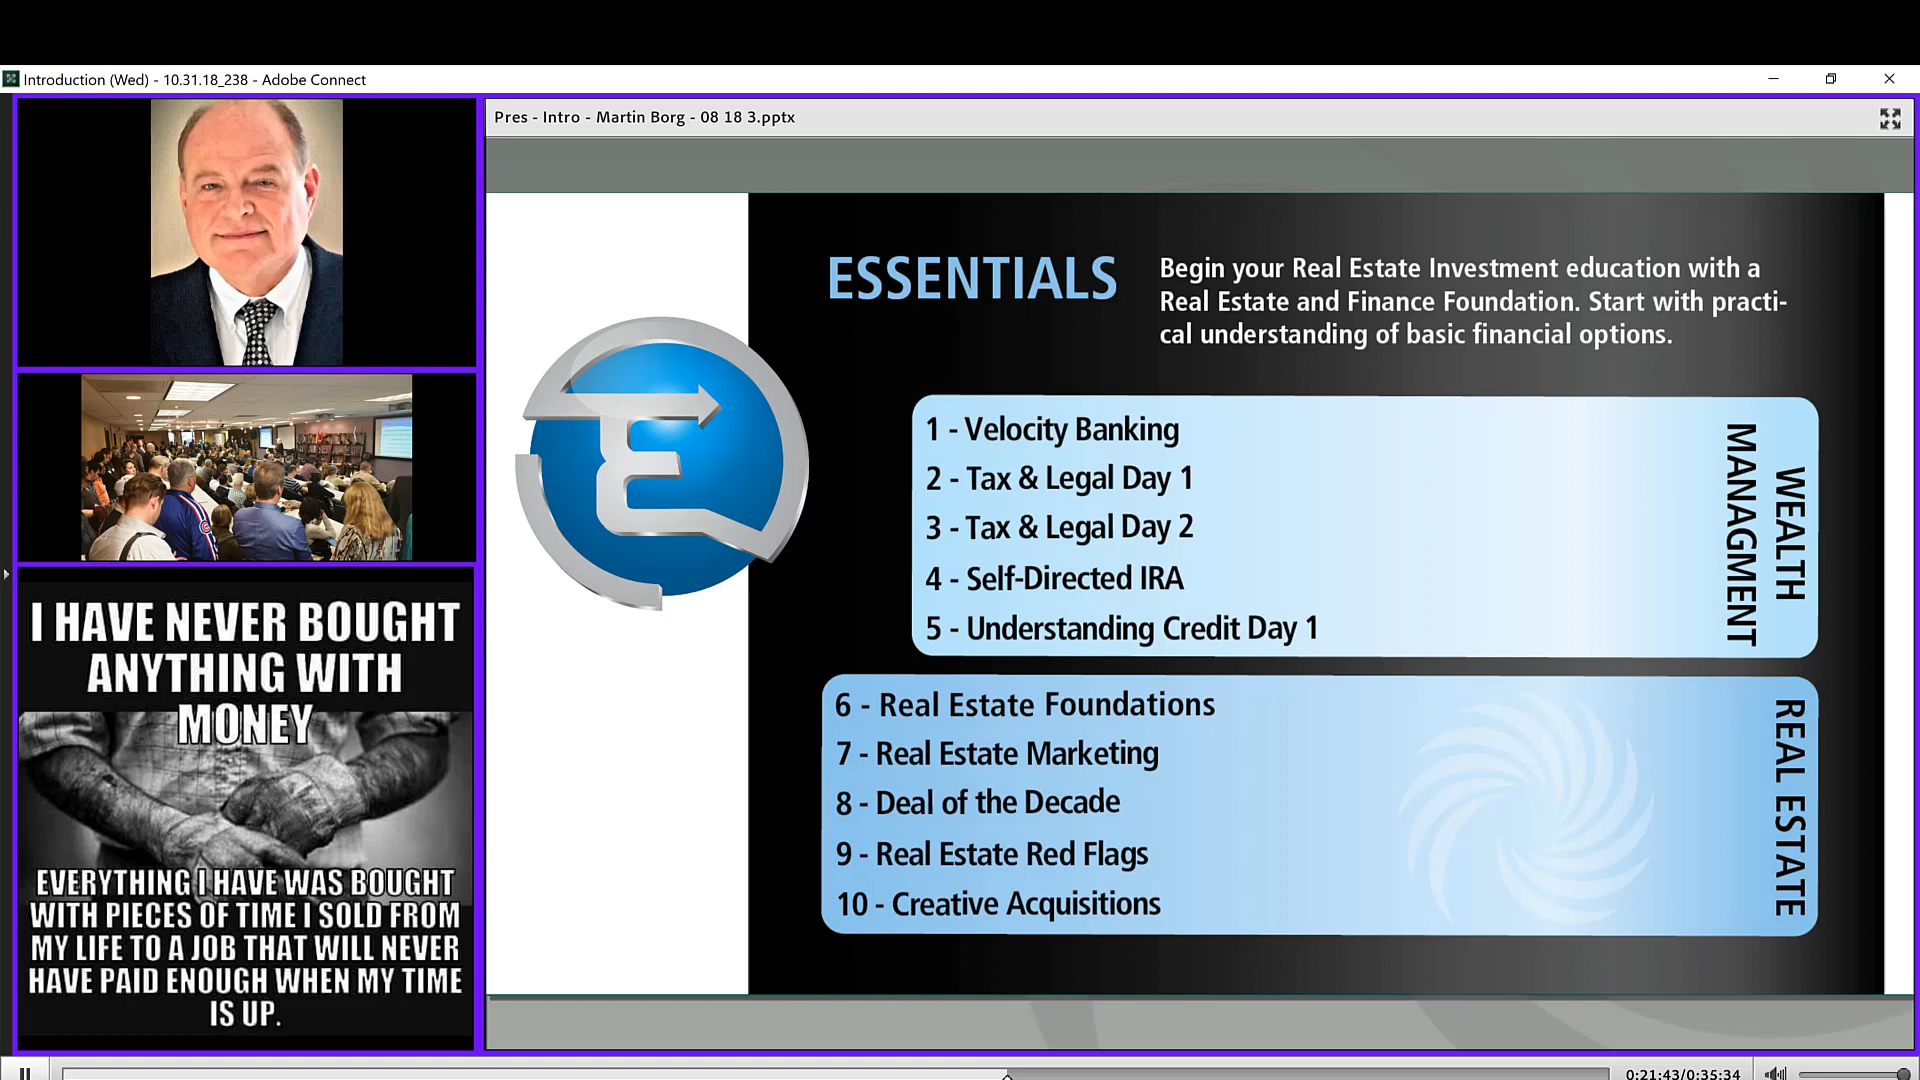 Introduction (Wed) - 10.31.18_238 - Adobe Connect
Pres - Intro - Martin Borg - 08 18 3.pptx
I HAVE NEVER BOUGHT
ANYTHING WITH
MONEY
EVERYTHING I HAVE WAS BOUGHT
WITH PIECES OF TIME I SOLD FROM
MY LIFE TO A JOB THAT WILL NEVER
HAVE PAID ENOUGH WHEN MY TIME
IS UP.
ESSENTIALS
Begin your Real Estate Investment education with a
Real Estate and Finance Foundation. Start with practi-
cal understanding of basic financial options.
1 - Velocity Banking
2 - Tax & Legal Day 1
3 - Tax & Legal Day 2
4 - Self-Directed IRA
5 - Understanding Credit Day 1
WEALTH
MANAGMENT
6 - Real Estate Foundations
7 - Real Estate Marketing
8 - Deal of the Decade
9 - Real Estate Red Flags
10 - Creative Acquisitions
REAL ESTATE
0:21:43/0:35:34